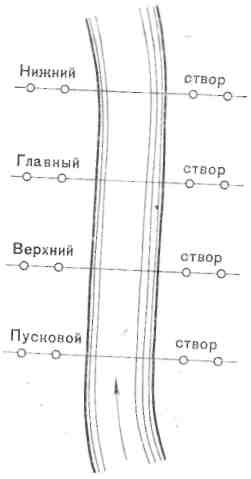 Нижний створ
Главный створ
Верхний створ
Пусковой створ